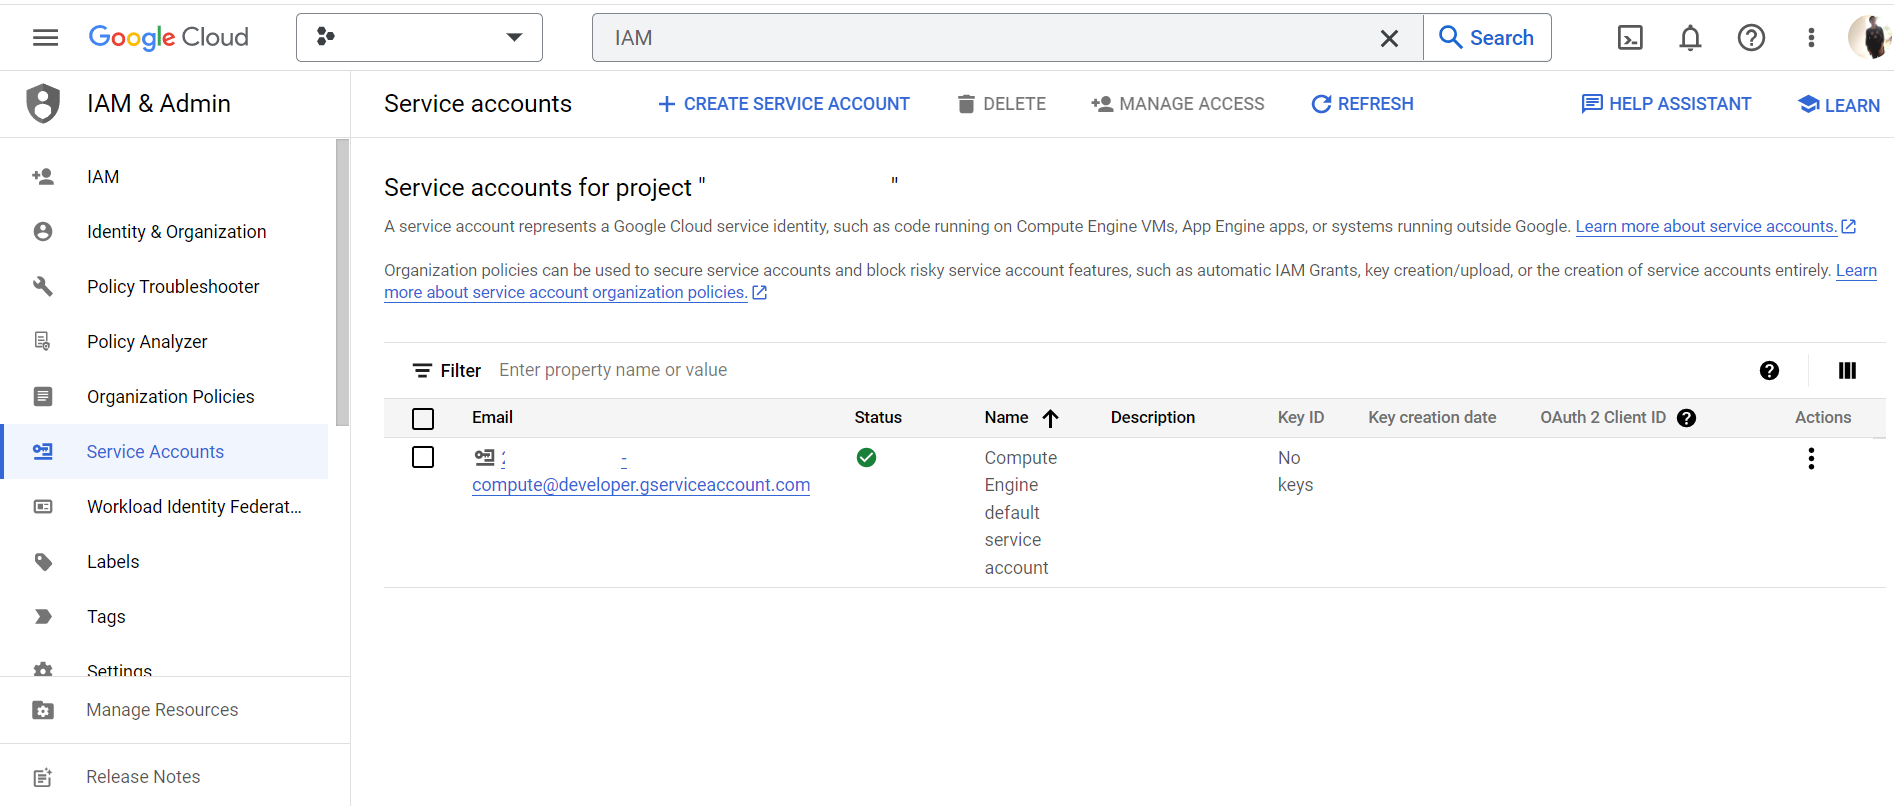 Google Cloud
IAM
Search
IAM & Admin
Service accounts
CREATE SERVICE ACCOUNT
DELETE
MANAGE ACCESS
REFRESH
HELP ASSISTANT
LEARN
IAM
Identity & Organization
Policy Troubleshooter
Policy Analyzer
Organization Policies
Service Accounts
Workload Identity Federat...
Labels
Tags
Settings
Manage Resources
Release Notes
Service accounts for project " "
A service account represents a Google Cloud service identity, such as code running on Compute Engine VMs, App Engine apps, or systems running outside Google. Learn more about service accounts.
Organization policies can be used to secure service accounts and block risky service account features, such as automatic IAM Grants, key creation/upload, or the creation of service accounts entirely. Learn
more about service account organization policies.
Filter Enter property name or value
Email Status Name Description Key ID Key creation date OAuth 2 Client ID Actions
-
compute@developer.gserviceaccount.com
Compute
Engine
default
service
account
No
keys